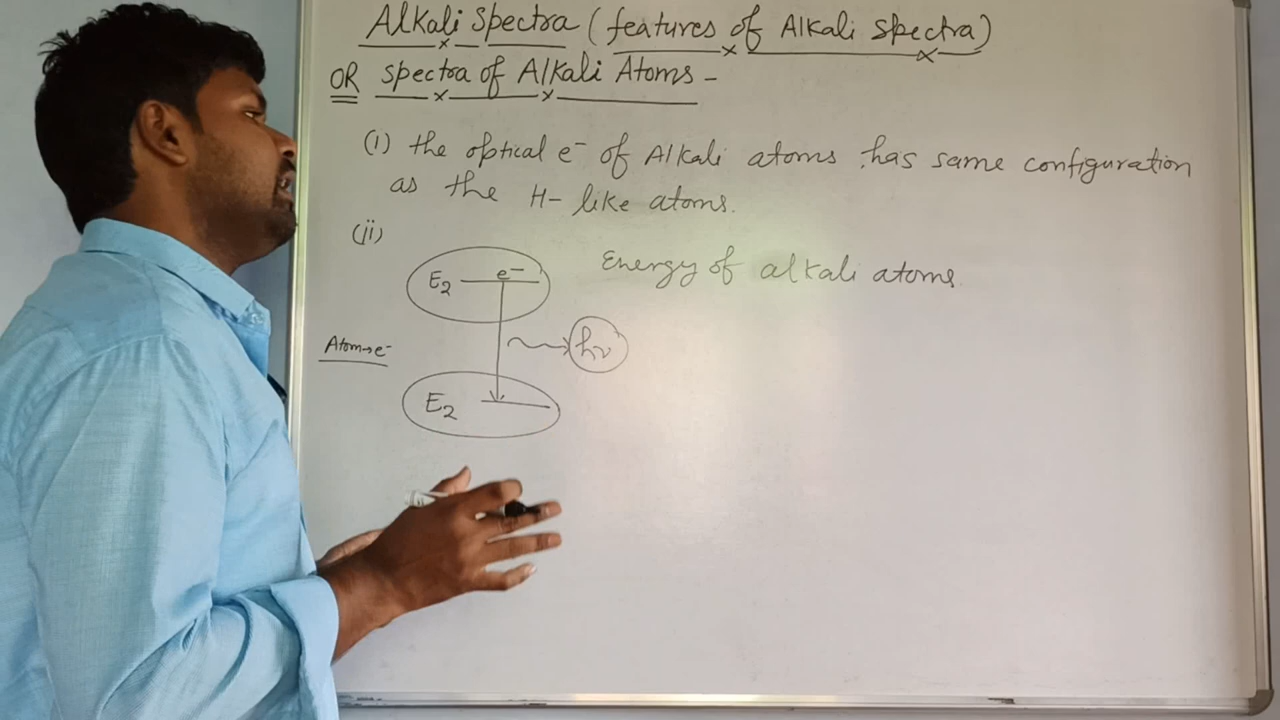 Alkali Spectra (features of Alkali Spectra)
OR spectra of Alkali Atoms -
(i) the optical e⁻ of Alkali atoms has same configuration
as the H- like atoms.
(ii)
E₂ e⁻
Energy of alkali atoms
Atom→e⁻
hν
E₂